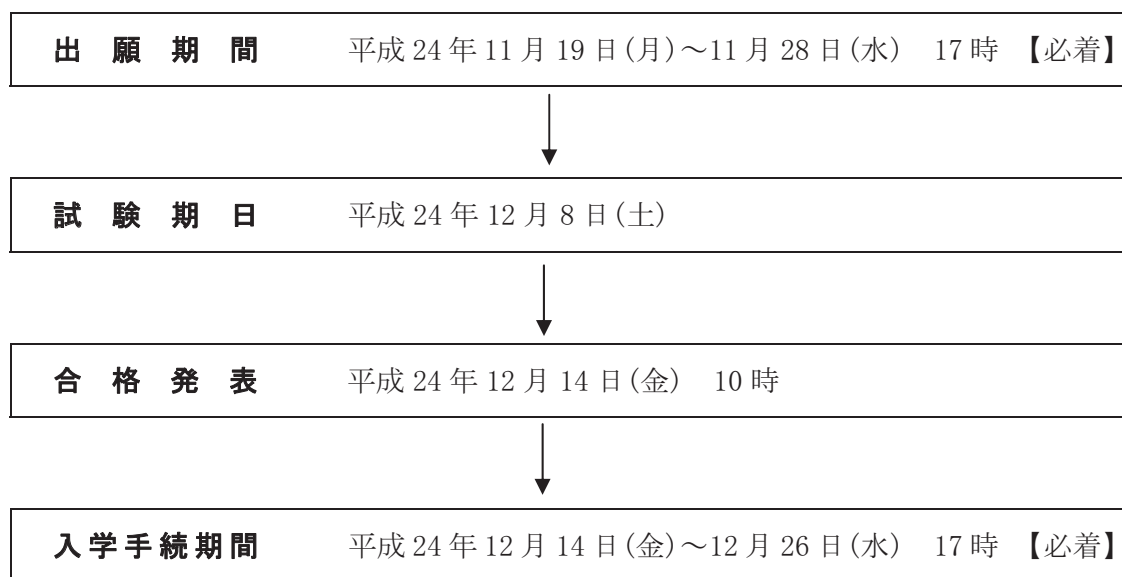 出願期間 平成 24 年 11 月 19 日(月)～11 月 28 日(水) 17 時 【必着】
試験期日 平成 24 年 12 月 8 日(土)
合格発表 平成 24 年 12 月 14 日(金) 10 時
入学手続期間 平成 24 年 12 月 14 日(金)～12 月 26 日(水) 17 時 【必着】